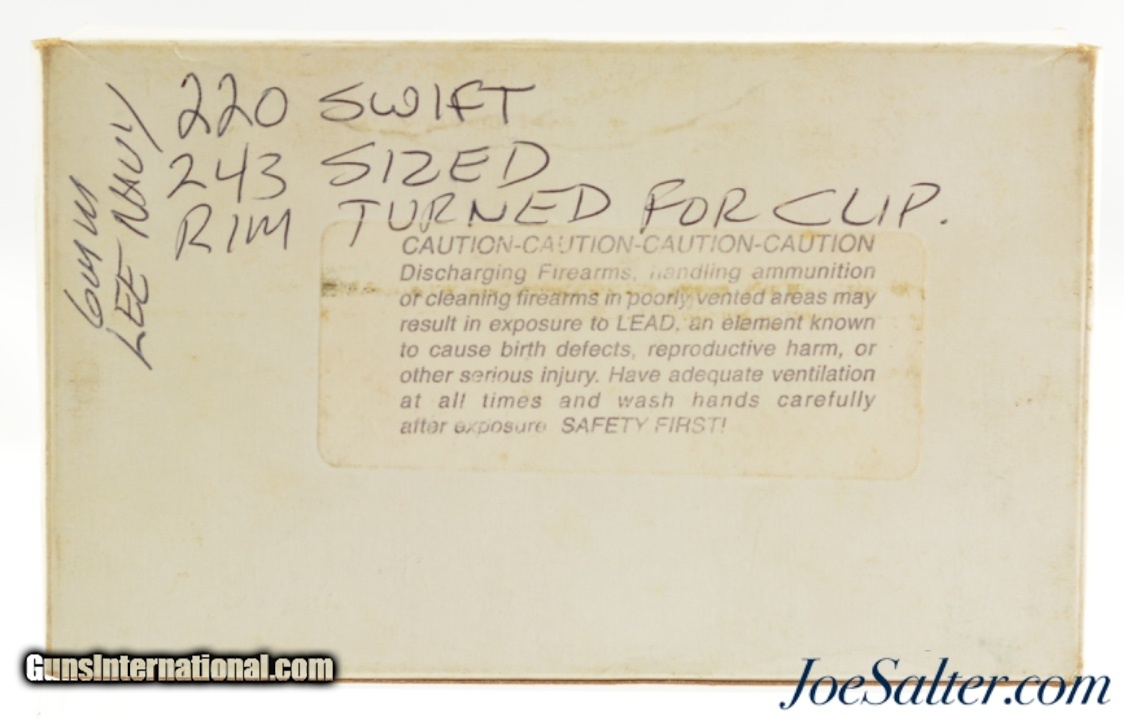 220 SWIFT
243 SIZED
RIM TURNED FOR CLIP.
6MM
LEE NAVY
CAUTION-CAUTION-CAUTION-CAUTION
Discharging Firearms, handling ammunition
or cleaning firearms in poorly vented areas may
result in exposure to LEAD, an element known
to cause birth defects, reproductive harm, or
other serious injury. Have adequate ventilation
at all times and wash hands carefully
after exposure SAFETY FIRST!
GunsInternational.com
JoeSalter.com